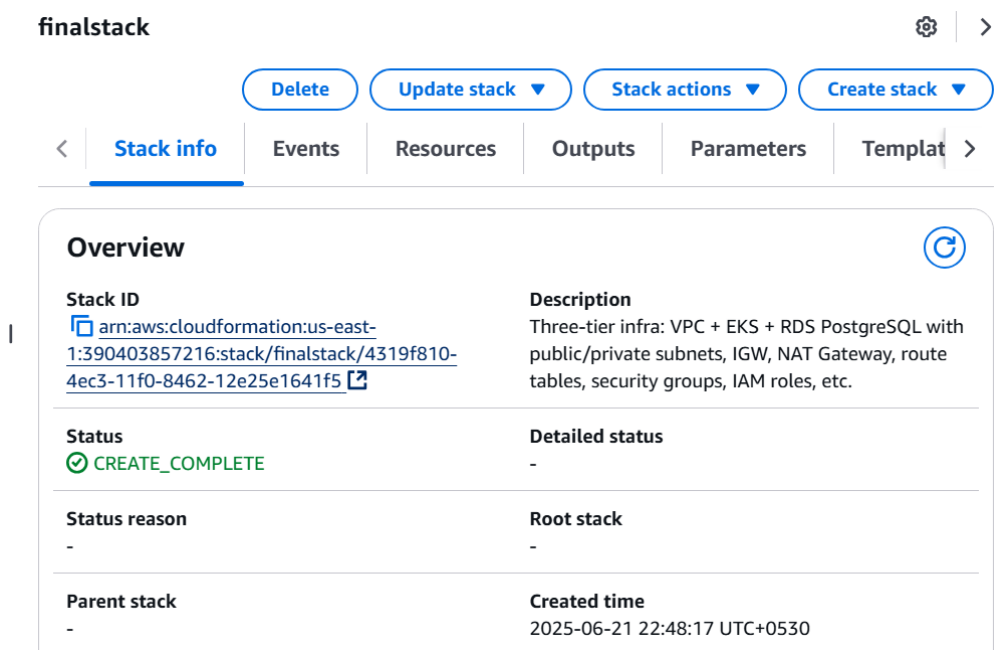 finalstack
Delete
Update stack
Stack actions
Create stack
Stack info
Events
Resources
Outputs
Parameters
Templat
Overview
Stack ID
arn:aws:cloudformation:us-east-
1:390403857216:stack/finalstack/4319f810-
4ec3-11f0-8462-12e25e1641f5
Description
Three-tier infra: VPC + EKS + RDS PostgreSQL with
public/private subnets, IGW, NAT Gateway, route
tables, security groups, IAM roles, etc.
Status
CREATE_COMPLETE
Detailed status
-
Status reason
-
Root stack
-
Parent stack
-
Created time
2025-06-21 22:48:17 UTC+0530